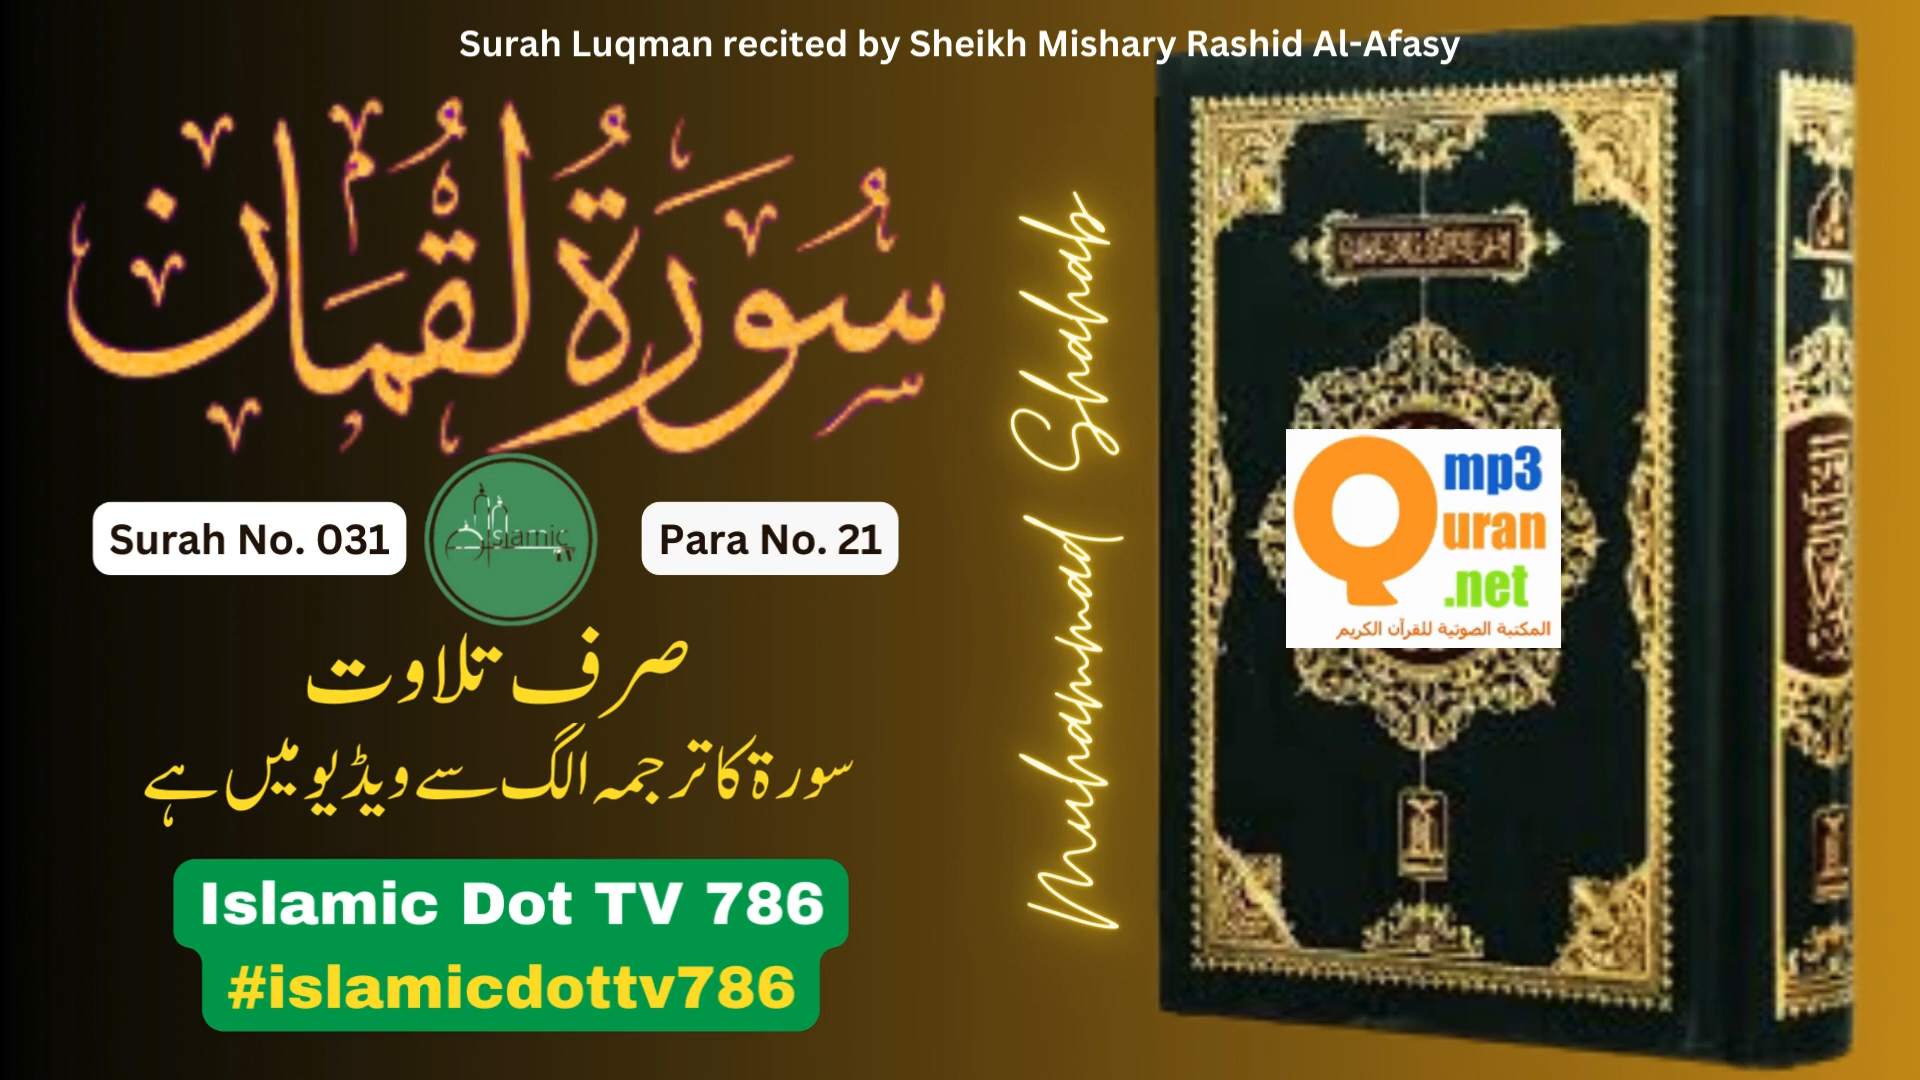 Surah Luqman recited by Sheikh Mishary Rashid Al-Afasy
سُورَةُ لُقْمَان
Surah No. 031
Islamic
TV
Para No. 21
صرف تلاوت
سورۃ کا ترجمہ الگ سے ویڈیو میں ہے
Islamic Dot TV 786
#islamicdottv786
Muhammad Shahab
mp3
Quran
.net
المكتبة الصوتية للقرآن الكريم